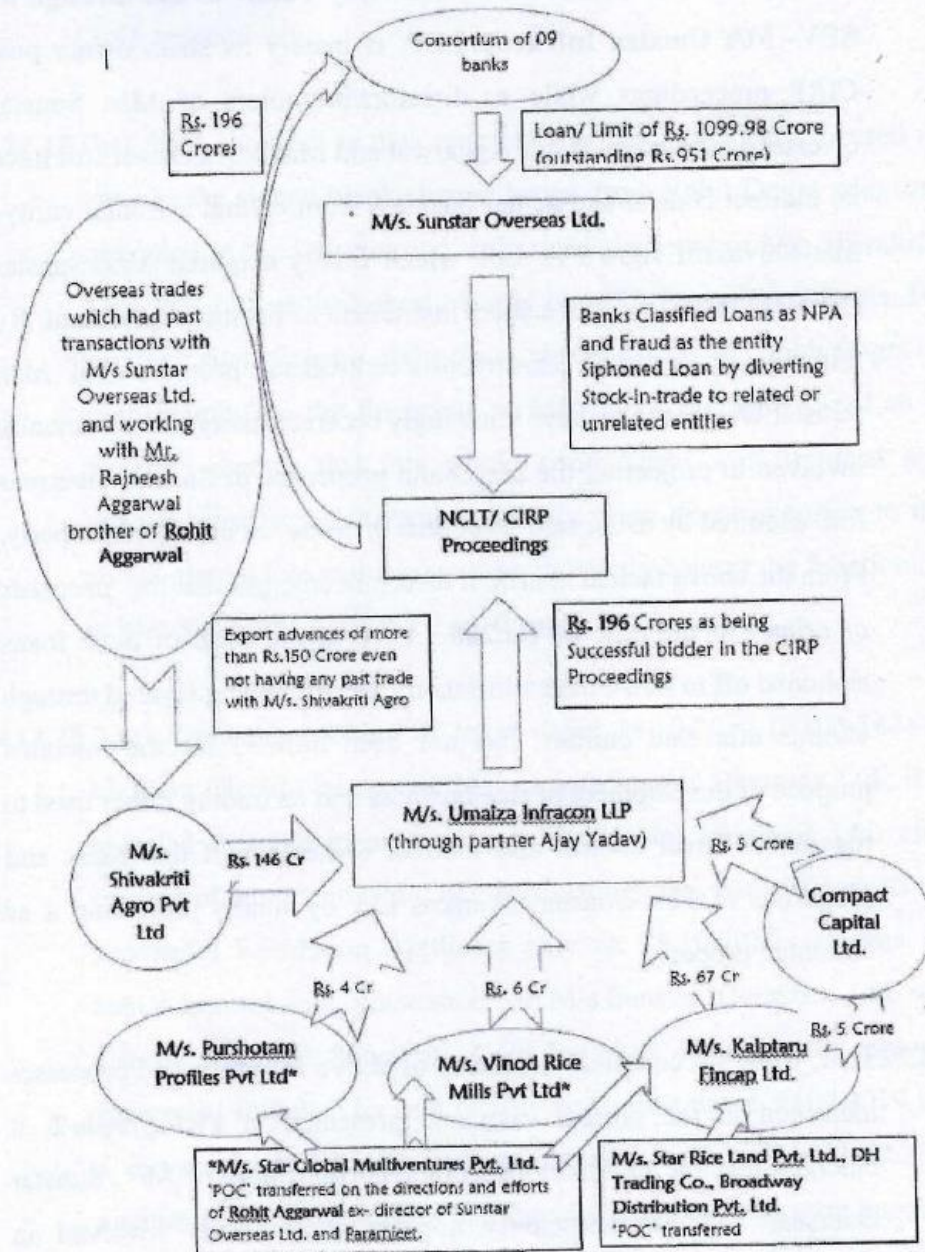 Consortium of 09
banks
Rs. 196
Crores
Loan/ Limit of Rs. 1099.98 Crore
(outstanding Rs.951 Crore)
M/s. Sunstar Overseas Ltd.
Overseas trades
which had past
transactions with
M/s Sunstar
Overseas Ltd.
and working
with Mr.
Rajneesh
Aggarwal
brother of Rohit
Aggarwal
Banks Classified Loans as NPA
and Fraud as the entity
siphoned Loan by diverting
Stock-in-trade to related or
unrelated entities
NCLT/CIRP
Proceedings
Export advances of more
than Rs.150 Crore even
not having any past trade
with M/s. Shivakriti Agro
Rs. 196 Crores as being
Successful bidder in the CIRP
Proceedings
M/s. Umaiza Infracon LLP
(through partner Ajay Yadav)
M/s.
Shivakriti
Agro Pvt
Ltd
Rs. 146 Cr
Rs. 5 Crore
Compact
Capital
Ltd.
Rs. 4 Cr
Rs. 6 Cr
Rs. 67 Cr
Rs. 5 Crore
M/s. Purshotam
Profiles Pvt Ltd*
M/s. Vinod Rice
Mills Pvt Ltd*
M/s. Kalptaru
Fincap Ltd.
*M/s. Star Global Multiventures Pvt. Ltd.
'POC' transferred on the directions and efforts
of Rohit Aggarwal ex- director of Sunstar
Overseas Ltd. and Paramjeet.
M/s. Star Rice Land Pvt. Ltd., DH
Trading Co., Broadway
Distribution Pvt. Ltd.
'POC' transferred